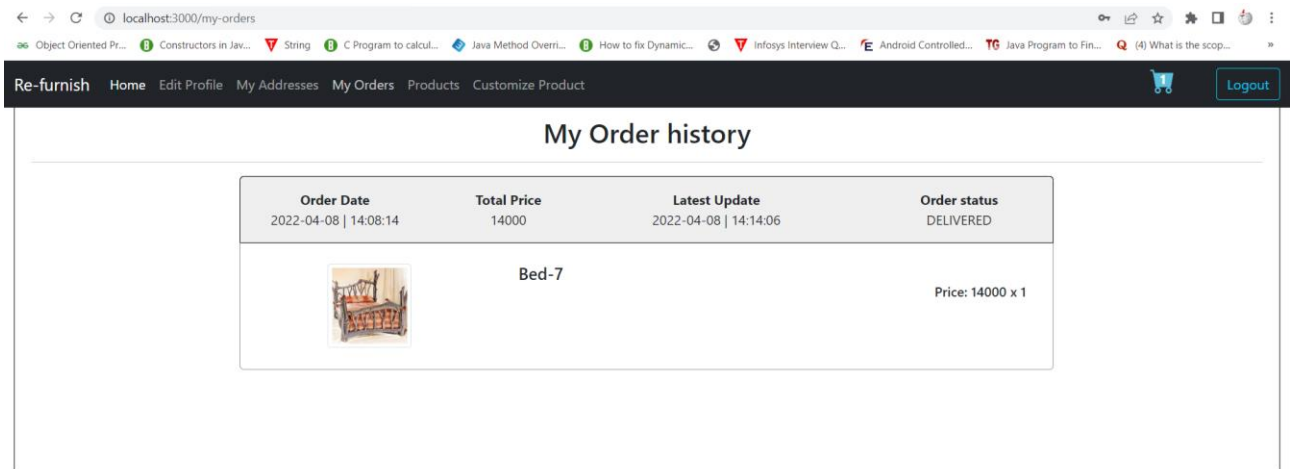 localhost:3000/my-orders
Object Oriented Pr... Constructors in Jav... String C Program to calcul... Java Method Overri... How to fix Dynamic... Infosys Interview Q... Android Controlled... Java Program to Fin... (4) What is the scop... »
Re-furnish Home Edit Profile My Addresses My Orders Products Customize Product 1 Logout
My Order history
Order Date Total Price Latest Update Order status
2022-04-08 | 14:08:14 14000 2022-04-08 | 14:14:06 DELIVERED
Bed-7
Price: 14000 x 1